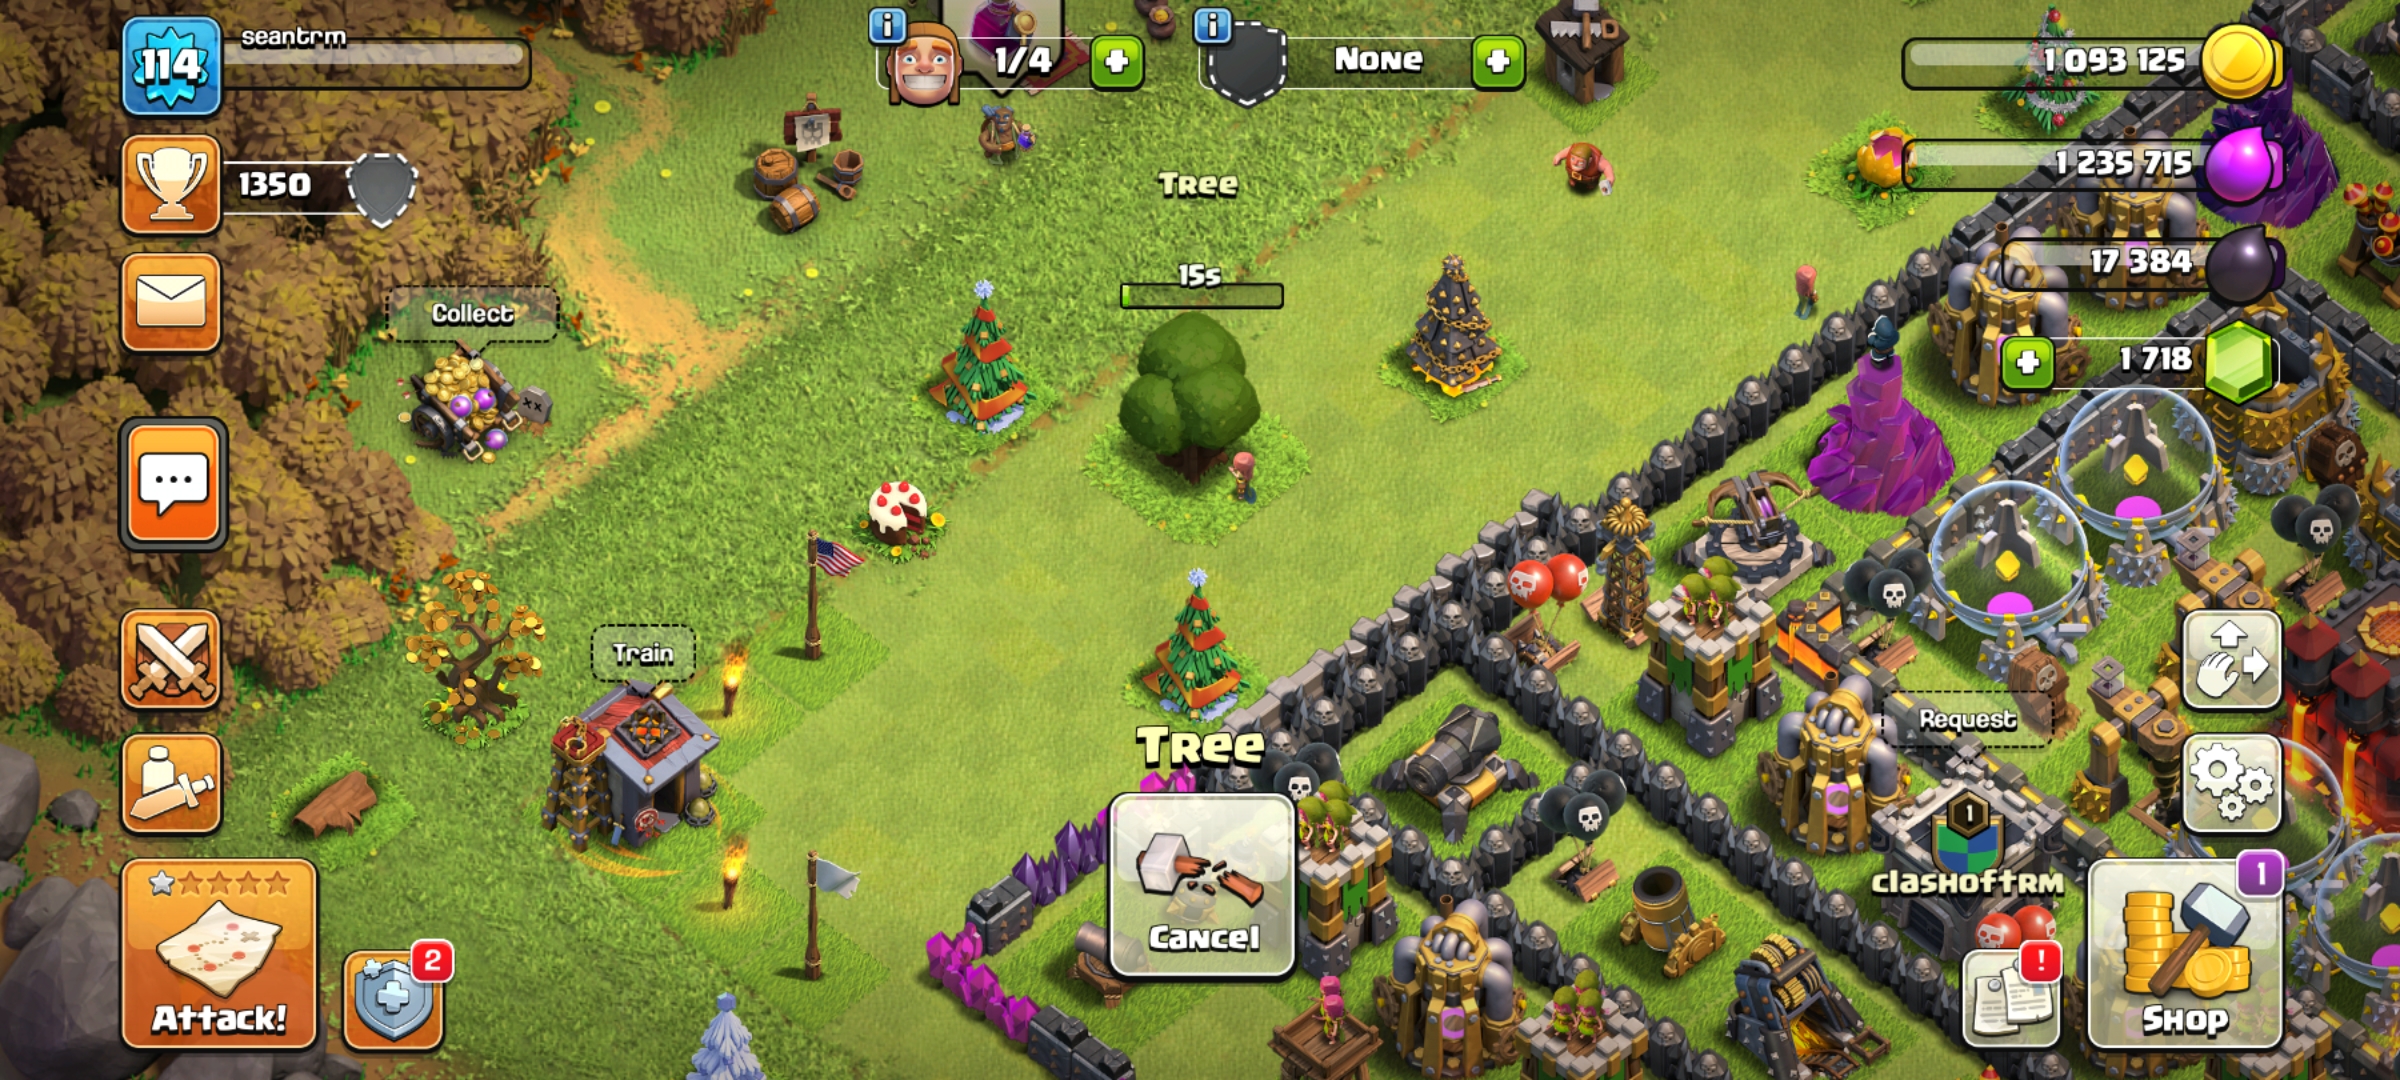 114
seantrm
1/4
None
1 093 125
1350
Tree
1 235 715
15s
17 384
Collect
1 718
Train
Tree
Request
1
clashoftRM
Cancel
1
2
!
Attack!
Shop